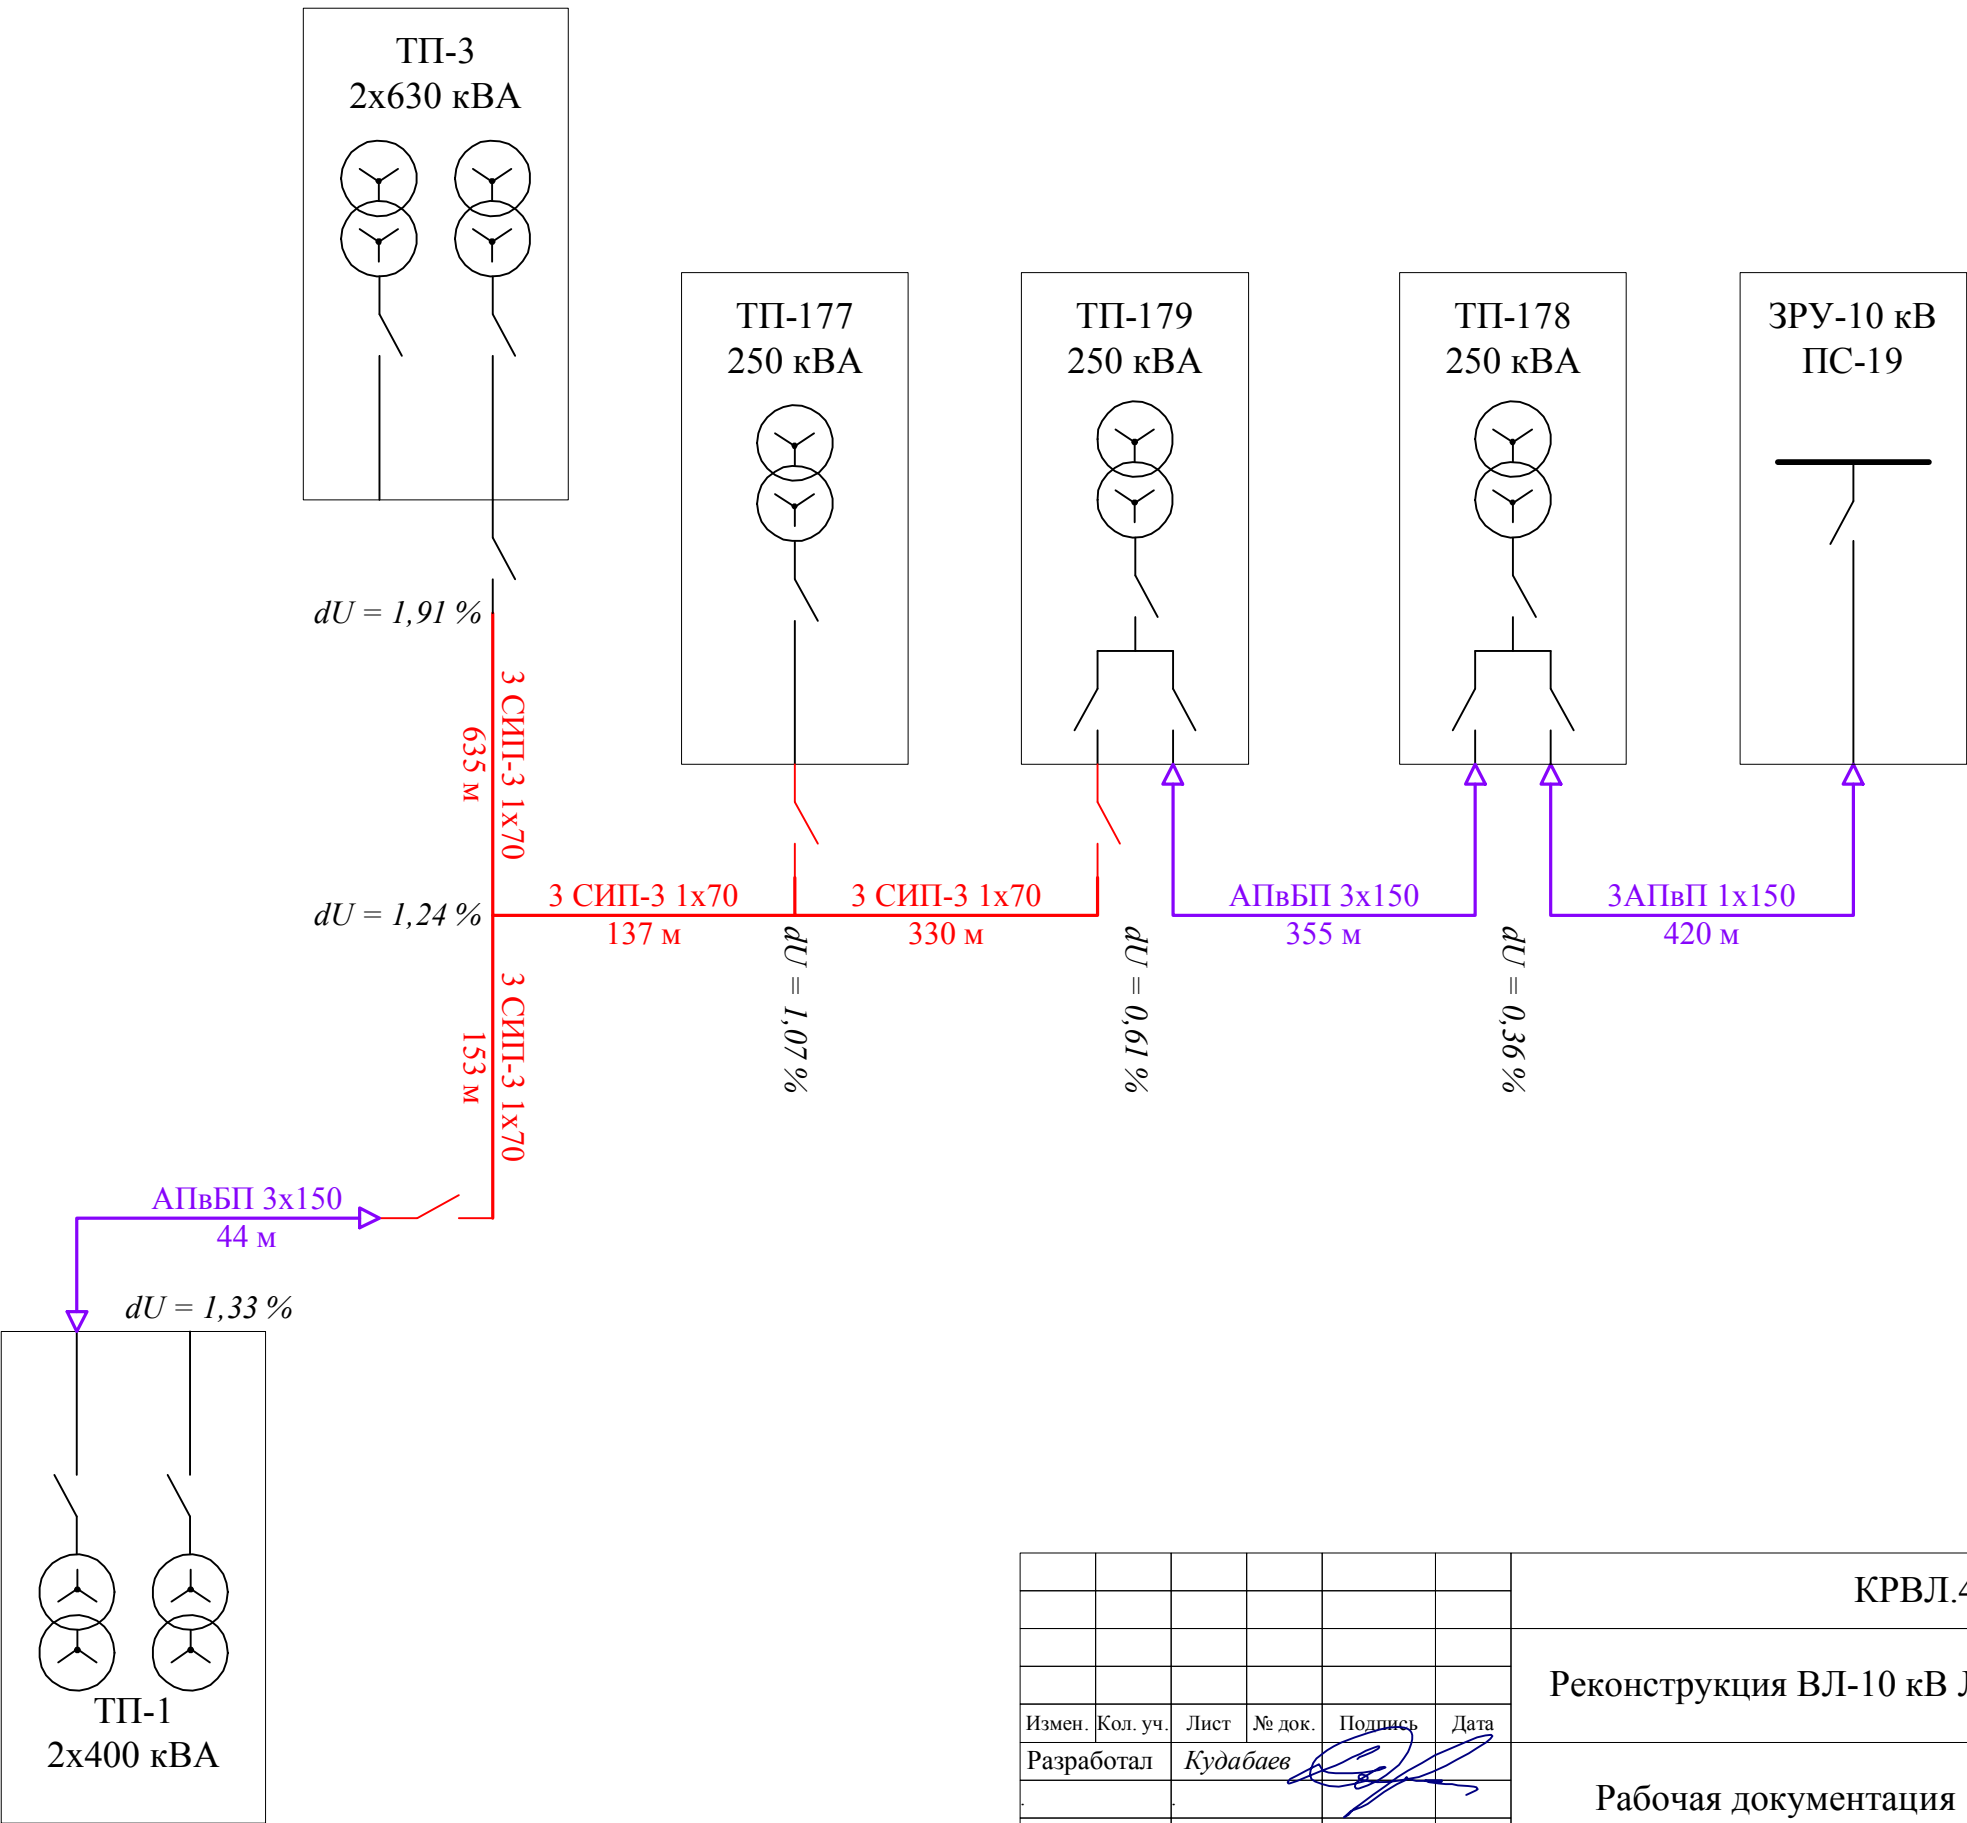 ТП-3
2х630 кВА
ТП-177
250 кВА
ТП-179
250 кВА
ТП-178
250 кВА
ЗРУ-10 кВ
ПС-19
dU = 1,91 %
3 СИП-3 1х70
635 м
dU = 1,24 %
3 СИП-3 1х70
137 м
3 СИП-3 1х70
330 м
АПвБП 3х150
355 м
3АПвП 1х150
420 м
dU = 1,07 %
dU = 0,61 %
dU = 0,36 %
3 СИП-3 1х70
153 м
АПвБП 3х150
44 м
dU = 1,33 %
ТП-1
2х400 кВА
КРВЛ.4
Реконструкция ВЛ-10 кВ Л
Измен. Кол. уч. Лист № док. Подпись Дата
Разработал Кудабаев
Рабочая документация